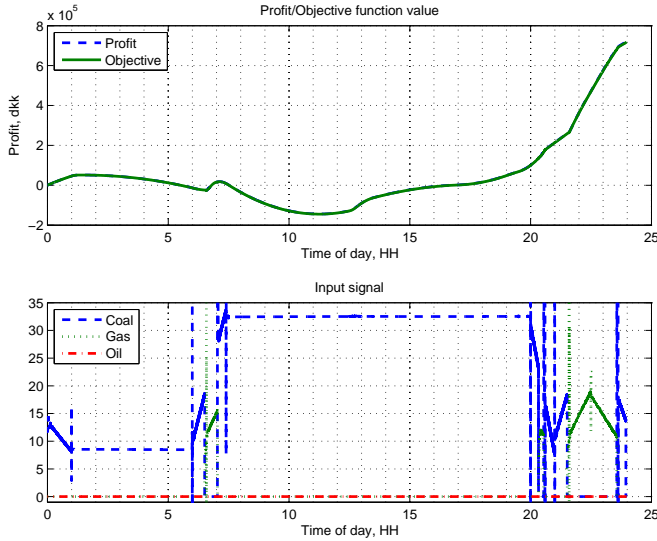 Profit/Objective function value
x 10⁵
8
6
4
2
0
−2
Profit, dkk
Profit
Objective
0 5 10 15 20 25
Time of day, HH
Input signal
35
30
25
20
15
10
5
0
Coal
Gas
Oil
0 5 10 15 20 25
Time of day, HH